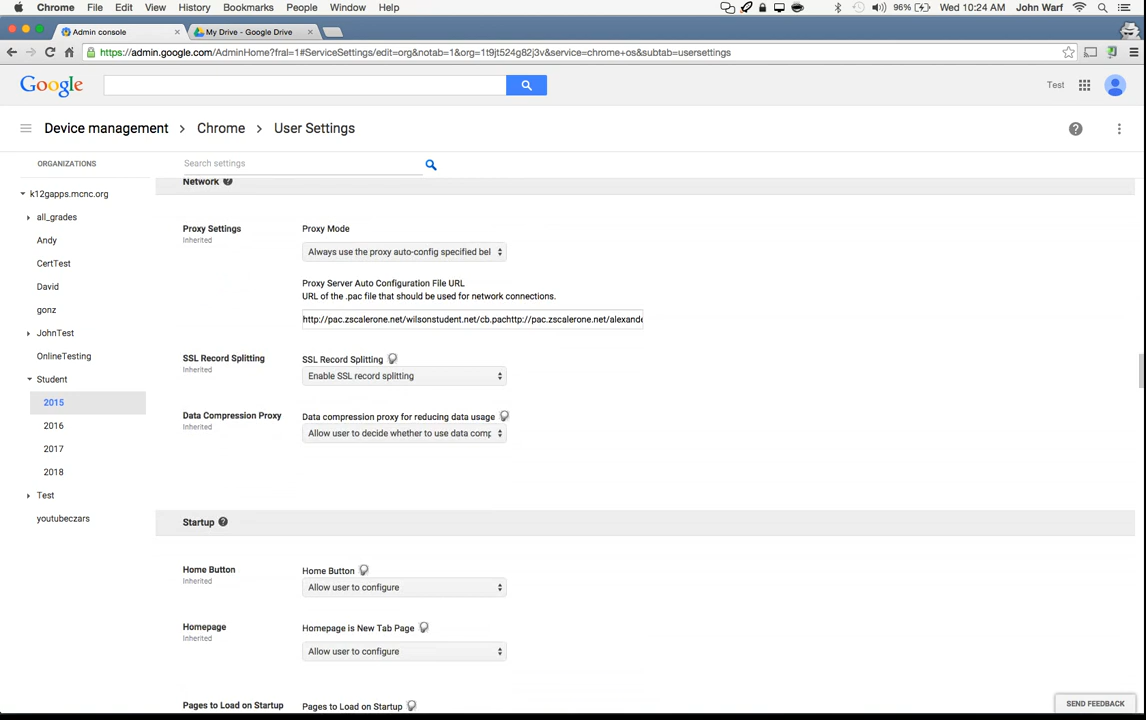 Chrome File Edit View History Bookmarks People Window Help 96% Wed 10:24 AM John Warf
Admin console × My Drive - Google Drive ×
https://admin.google.com/AdminHome?fral=1#ServiceSettings/edit=org&notab=1&org=1t9jt524g82j3v&service=chrome+os&subtab=usersettings
Google Test
Device management > Chrome > User Settings
ORGANIZATIONS Search settings
Network
k12gapps.mcnc.org
all_grades
Andy
CertTest
David
gonz
JohnTest
OnlineTesting
Student
2015
2016
2017
2018
Test
youtubeczars
Proxy Settings Proxy Mode
Inherited
Always use the proxy auto-config specified bel
Proxy Server Auto Configuration File URL
URL of the .pac file that should be used for network connections.
http://pac.zscalerone.net/wilsonstudent.net/cb.pachttp://pac.zscalerone.net/alexande
SSL Record Splitting SSL Record Splitting
Inherited Enable SSL record splitting
Data Compression Proxy Data compression proxy for reducing data usage
Inherited Allow user to decide whether to use data comp
Startup
Home Button Home Button
Inherited Allow user to configure
Homepage Homepage is New Tab Page
Inherited
Allow user to configure
Pages to Load on Startup Pages to Load on Startup
SEND FEEDBACK